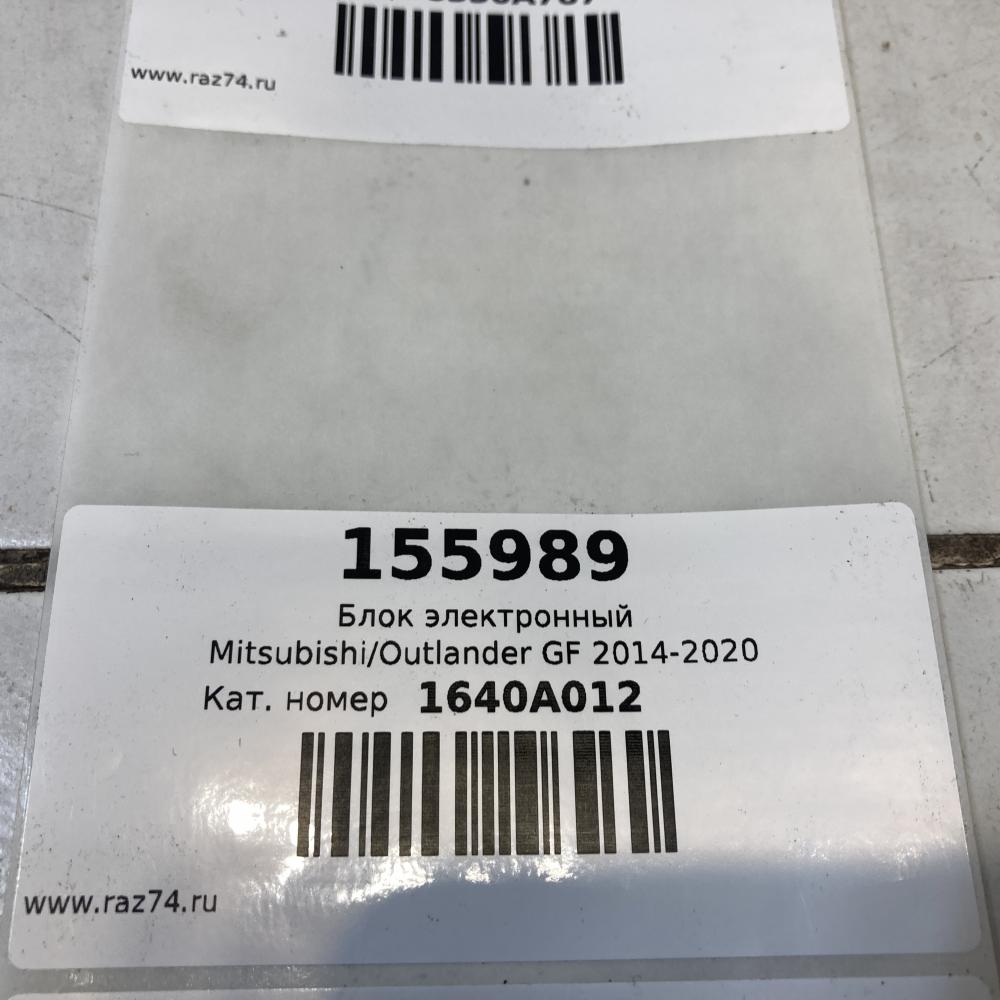 www.raz74.ru
155989
Блок электронный
Mitsubishi/Outlander GF 2014-2020
Кат. номер 1640A012
www.raz74.ru